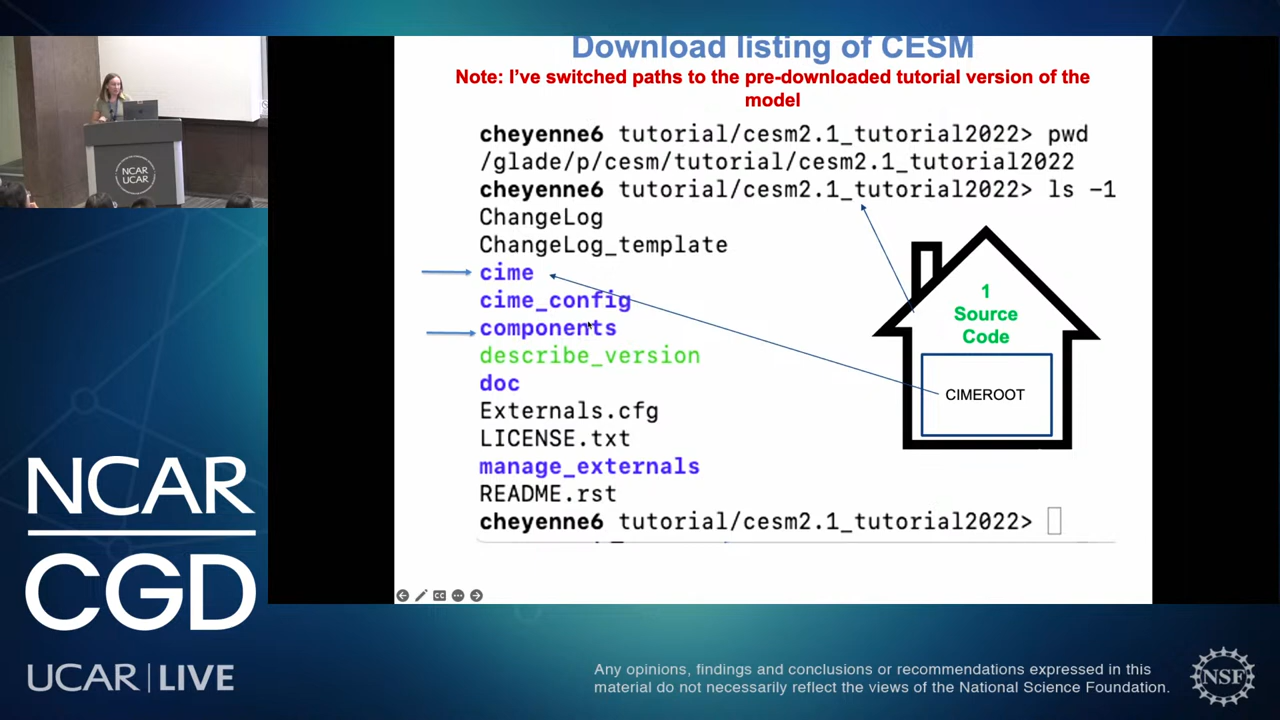 Download listing of CESM
Note: I've switched paths to the pre-downloaded tutorial version of the
model
cheyenne6 tutorial/cesm2.1_tutorial2022> pwd
/glade/p/cesm/tutorial/cesm2.1_tutorial2022
cheyenne6 tutorial/cesm2.1_tutorial2022> ls -1
ChangeLog
ChangeLog_template
cime
cime_config
components
describe_version
doc
Externals.cfg
LICENSE.txt
manage_externals
README.rst
cheyenne6 tutorial/cesm2.1_tutorial2022>
1
Source
Code
CIMEROOT
NCAR
UCAR
NCAR
CGD
UCAR | LIVE
Any opinions, findings and conclusions or recommendations expressed in this
material do not necessarily reflect the views of the National Science Foundation.
NSF